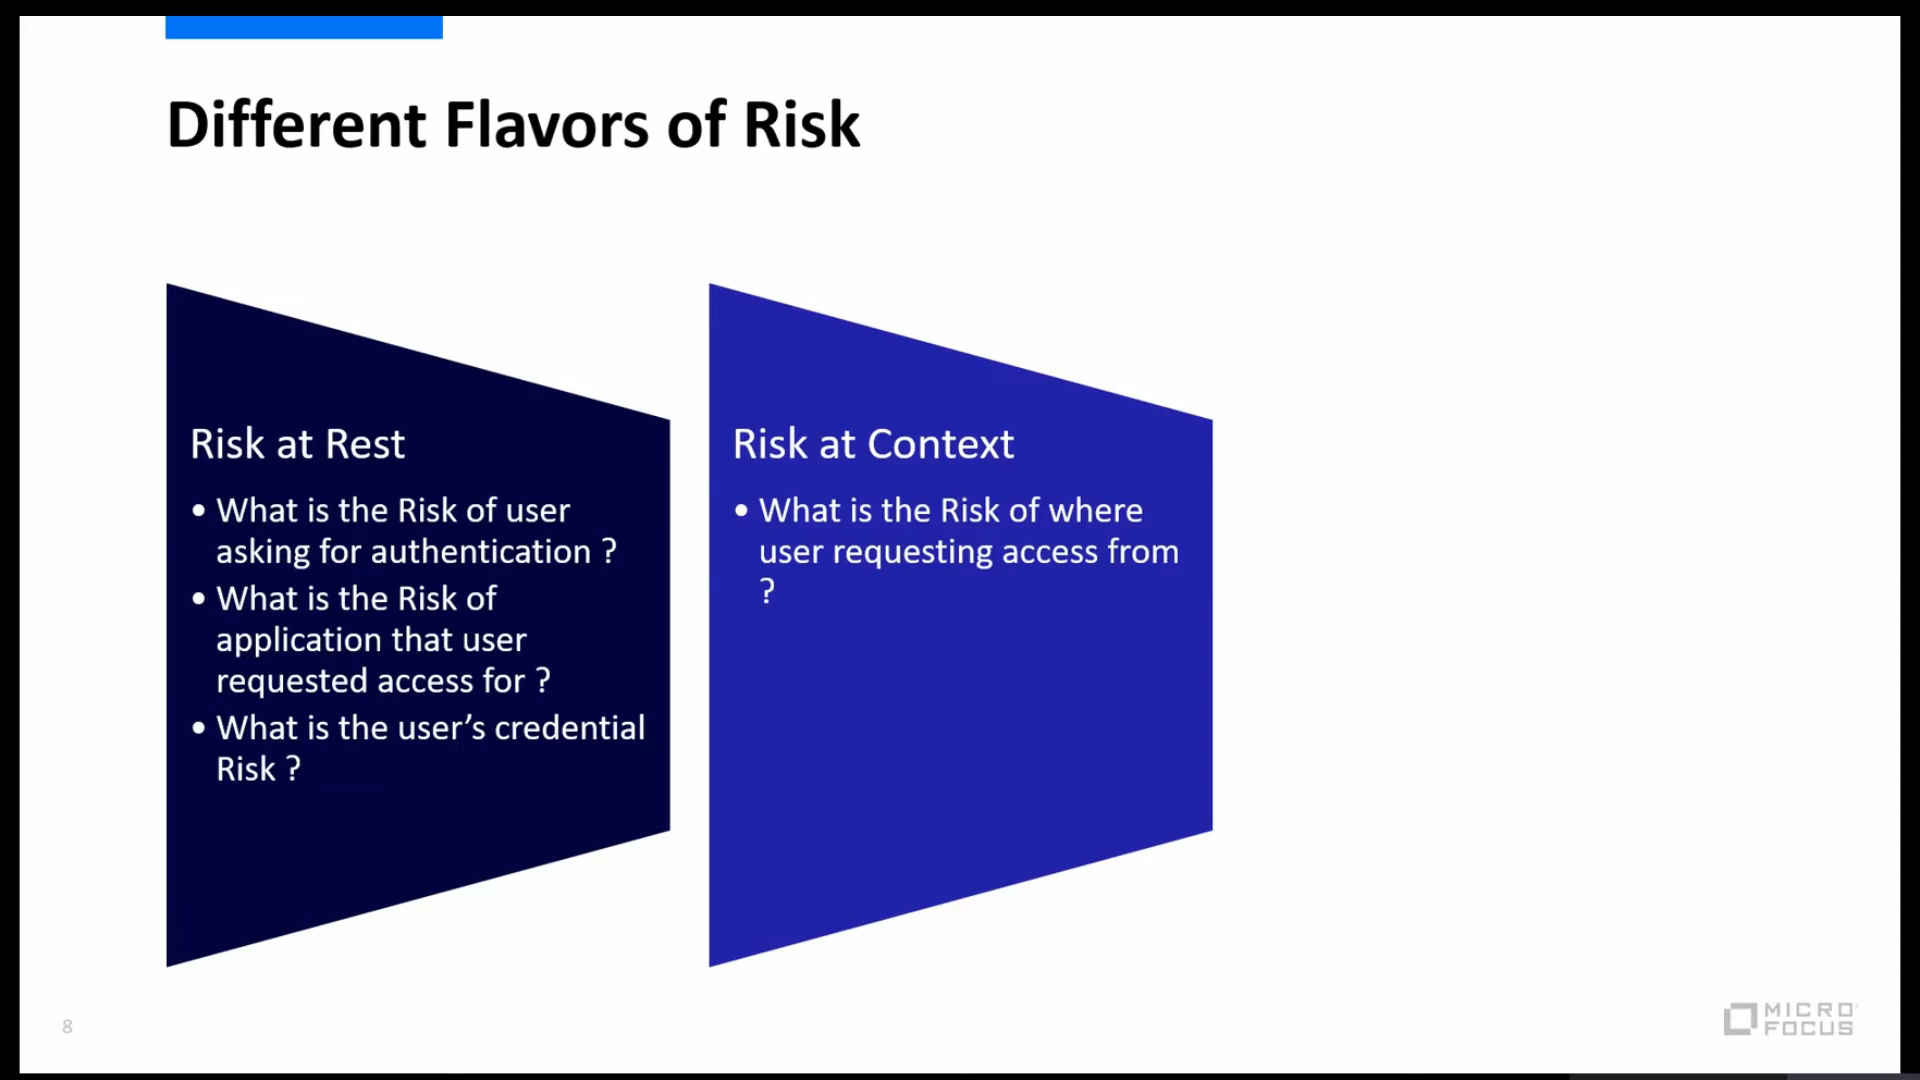 Different Flavors of Risk
Risk at Rest
• What is the Risk of user
asking for authentication ?
• What is the Risk of
application that user
requested access for ?
• What is the user’s credential
Risk ?
Risk at Context
• What is the Risk of where
user requesting access from
?
8
MICRO
FOCUS